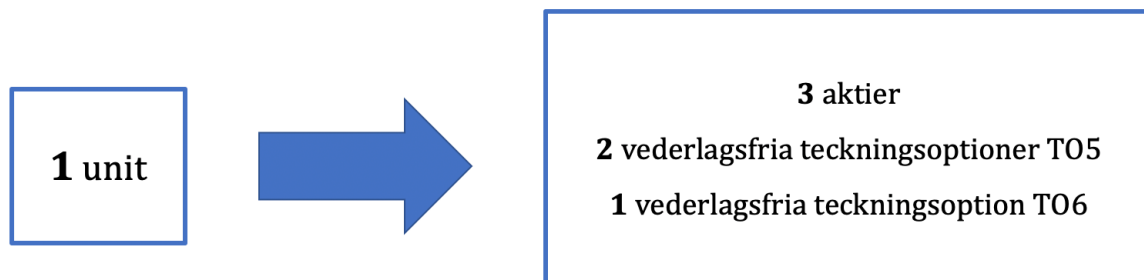 1 unit
3 aktier
2 vederlagsfria teckningsoptioner TO5
1 vederlagsfria teckningsoption TO6